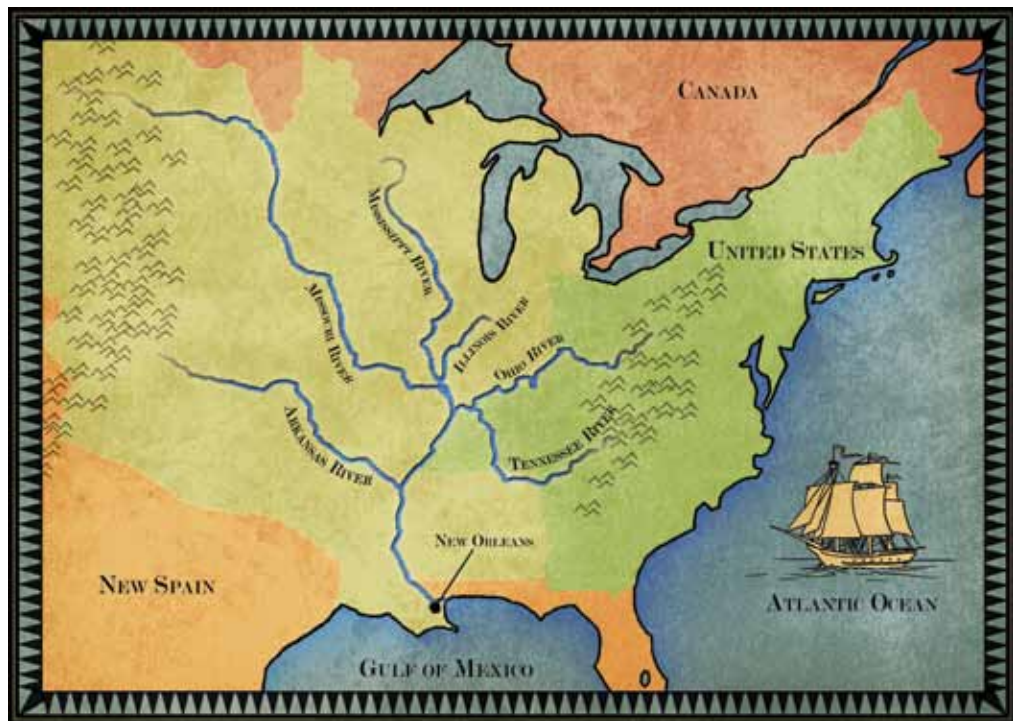 CANADA
MISSISSIPPI RIVER
UNITED STATES
MISSOURI RIVER
ILLINOIS RIVER
OHIO RIVER
ARKANSAS RIVER
TENNESSEE RIVER
NEW ORLEANS
NEW SPAIN
ATLANTIC OCEAN
GULF OF MEXICO